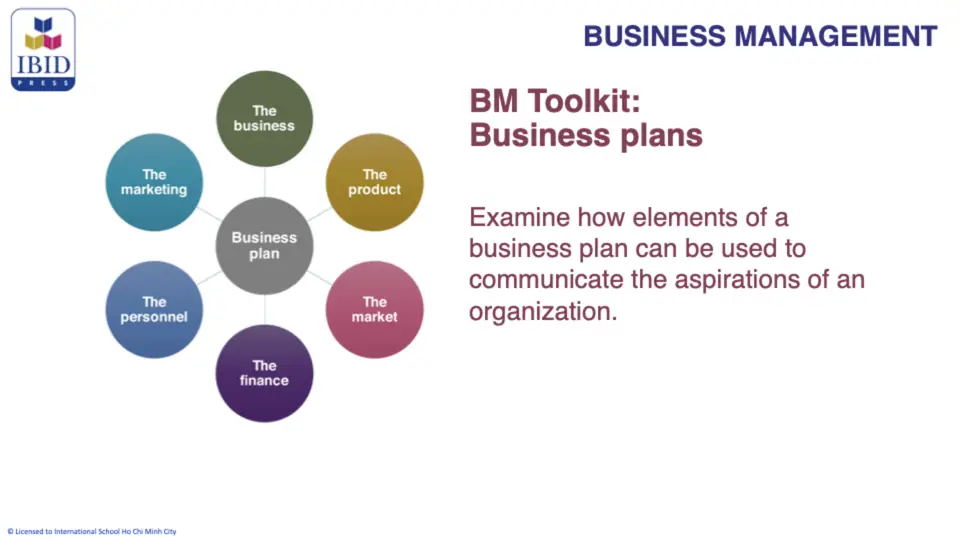 IBID
PRESS
BUSINESS MANAGEMENT
BM Toolkit:
Business plans
Examine how elements of a
business plan can be used to
communicate the aspirations of an
organization.
The
business
The
product
The
market
The
finance
The
personnel
The
marketing
Business
plan
© Licensed to International School Ho Chi Minh City